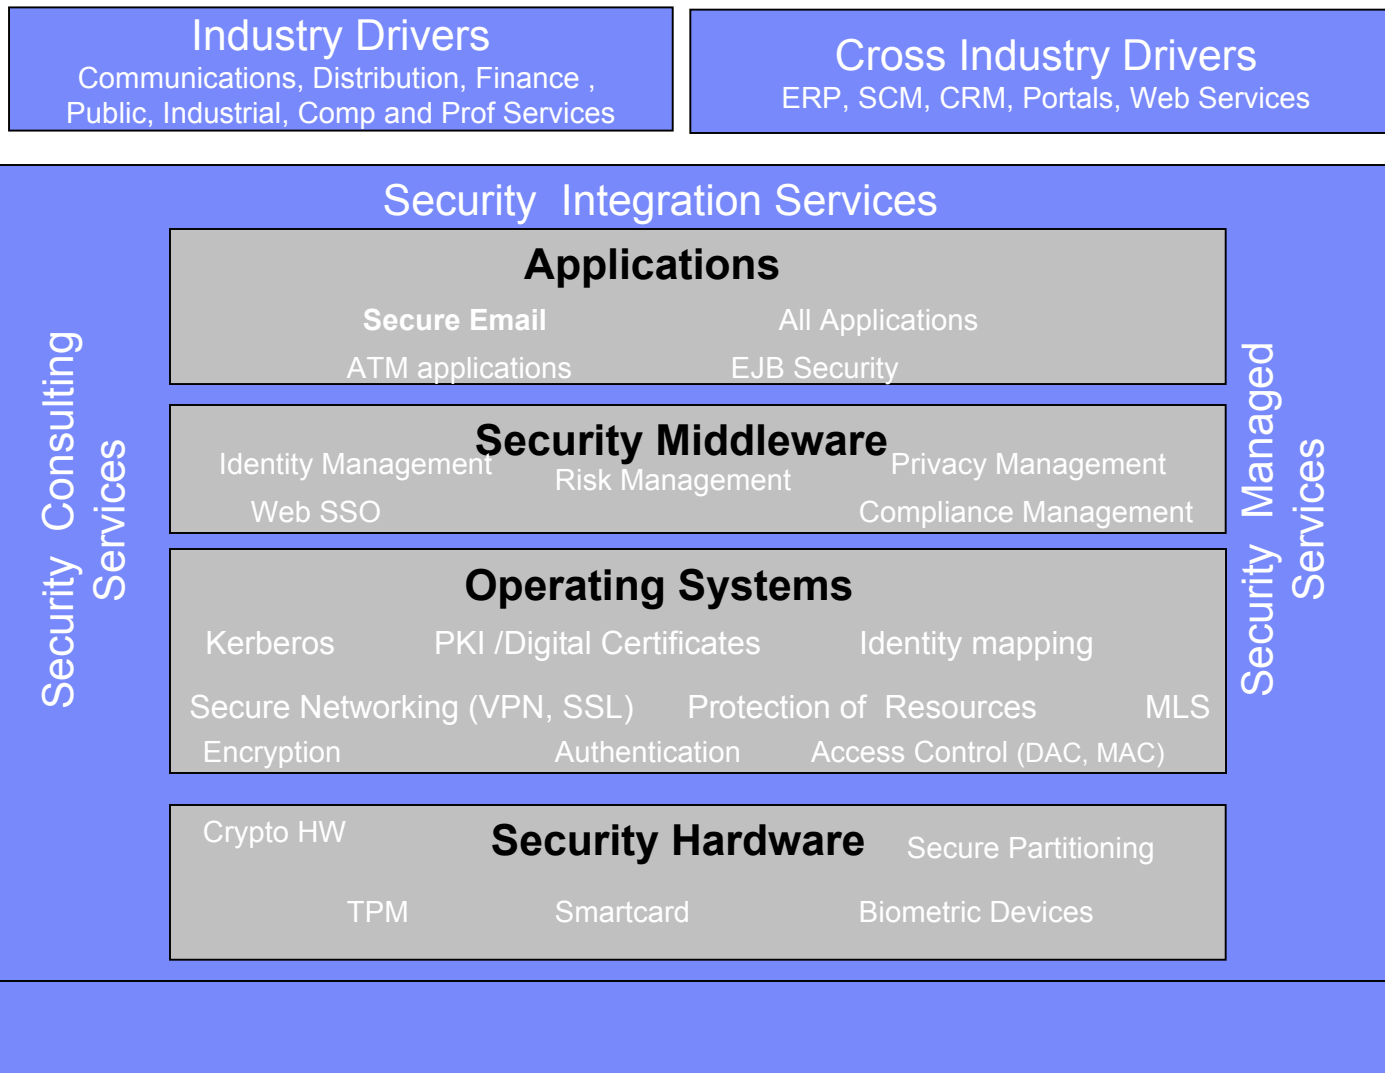 Industry Drivers
Communications, Distribution, Finance ,
Public, Industrial, Comp and Prof Services
Cross Industry Drivers
ERP, SCM, CRM, Portals, Web Services
Security Integration Services
Security Consulting
Services
Applications
Secure Email
All Applications
ATM applications
EJB Security
Security Middleware
Identity Management
Risk Management
Privacy Management
Web SSO
Compliance Management
Operating Systems
Kerberos
PKI /Digital Certificates
Identity mapping
Secure Networking (VPN, SSL)
Protection of Resources
MLS
Encryption
Authentication
Access Control (DAC, MAC)
Security Hardware
Crypto HW
Secure Partitioning
TPM
Smartcard
Biometric Devices
Security Managed
Services